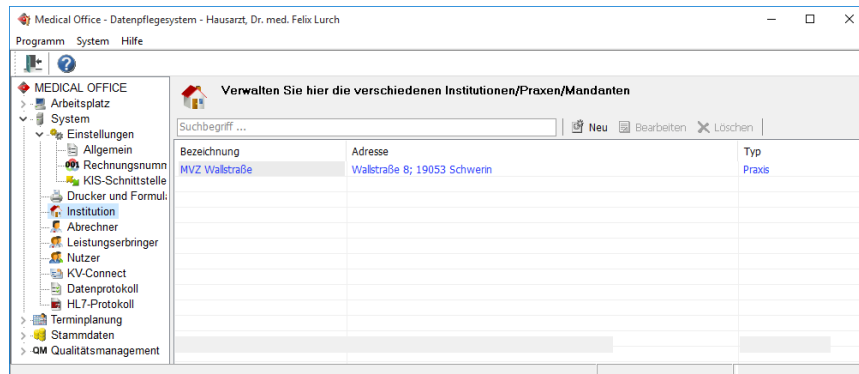 Medical Office - Datenpflegesystem - Hausarzt, Dr. med. Felix Lurch
Programm System Hilfe
MEDICAL OFFICE
Arbeitsplatz
System
Einstellungen
Allgemein
001 Rechnungsnumm
KIS-Schnittstelle
Drucker und Formul
Institution
Abrechner
Leistungserbringer
Nutzer
KV-Connect
Datenprotokoll
HL7-Protokoll
Terminplanung
Stammdaten
QM Qualitätsmanagement
Verwalten Sie hier die verschiedenen Institutionen/Praxen/Mandanten
Suchbegriff ... Neu Bearbeiten Löschen
Bezeichnung Adresse Typ
MVZ Wallstraße Wallstraße 8; 19053 Schwerin Praxis